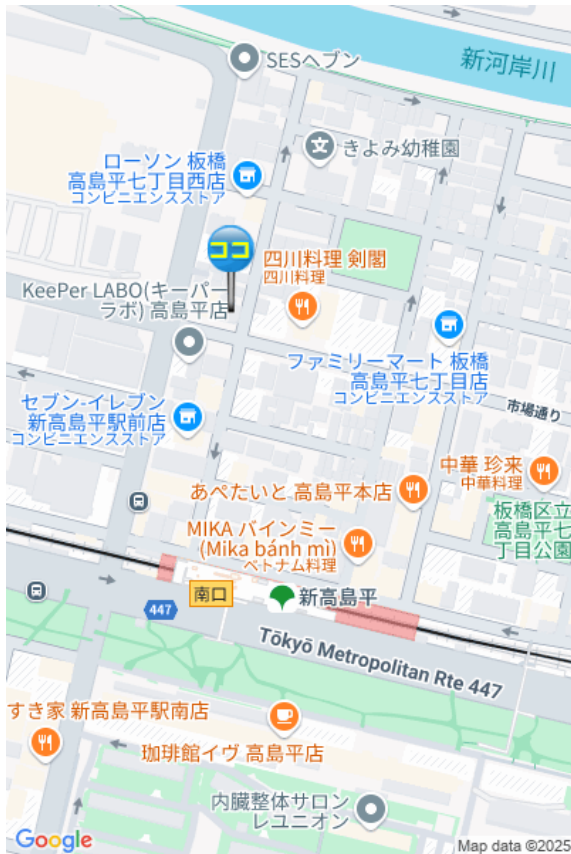 新河岸川
SESヘブン
きよみ幼稚園
ローソン 板橋
高島平七丁目西店
コンビニエンスストア
ココ
四川料理 剣閣
四川料理
KeePer LABO(キーパー
ラボ) 高島平店
ファミリーマート 板橋
高島平七丁目店
コンビニエンスストア
セブン-イレブン
新高島平駅前店
コンビニエンスストア
市場通り
中華 珍来
中華料理
あぺたいと 高島平本店
板橋区立
高島平七
丁目公園
MIKA バインミー
(Mika bánh mì)
ベトナム料理
南口
新高島平
447
Tōkyō Metropolitan Rte 447
すき家 新高島平駅南店
珈琲館イヴ 高島平店
内臓整体サロン
レユニオン
Google
Map data ©2025